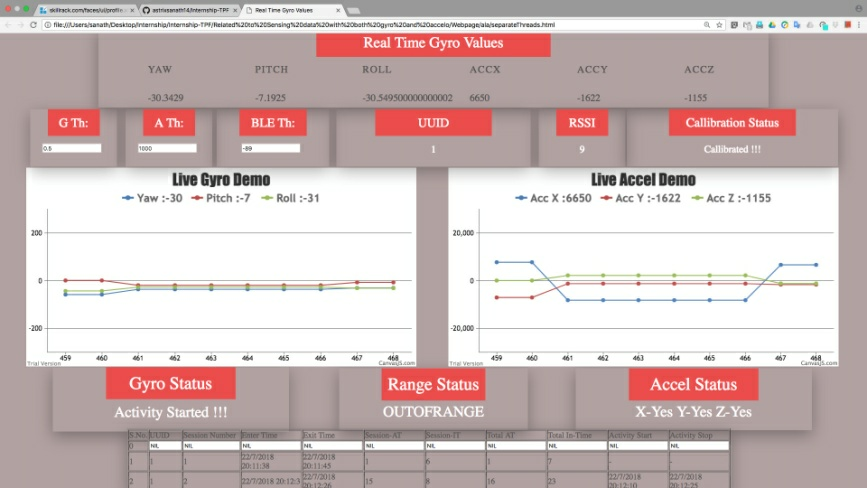 skillrack.com/faces/ui/profile
astrixsanath14/Internship-TPF
Real Time Gyro Values
file:///Users/sanath/Desktop/Internship/Internship-TPF/Related%20to%20Sensing%20data%20with%20both%20gyro%20and%20accelo/Webpage/ala/separateThreads.html
Real Time Gyro Values
YAW PITCH ROLL ACCX ACCY ACCZ
-30.3429 -7.1925 -30.549500000000002 6650 -1622 -1155
G Th: A Th: BLE Th: UUID RSSI Callibration Status
0.5 1000 -89 1 9 Callibrated !!!
Live Gyro Demo
Yaw :-30 Pitch :-7 Roll :-31
200
0
-200
459 460 461 462 463 464 465 466 467 468
Trial Version CanvasJS.com
Live Accel Demo
Acc X :6650 Acc Y :-1622 Acc Z :-1155
20,000
0
-20,000
459 460 461 462 463 464 465 466 467 468
Trial Version CanvasJS.com
Gyro Status Range Status Accel Status
Activity Started !!! OUTOFRANGE X-Yes Y-Yes Z-Yes
S.No. UUID Session Number Enter Time Exit Time Session-AT Session-IT Total AT Total In-Time Activity Start Activity Stop
0 NIL NIL NIL NIL NIL NIL NIL NIL NIL NIL
1 1 1 22/7/2018 20:11:38 22/7/2018 20:11:45 1 6 1 7 - -
2 1 2 22/7/2018 20:12:3 22/7/2018 20:12:26 15 8 16 23 22/7/2018 20:12:10 22/7/2018 20:12:25